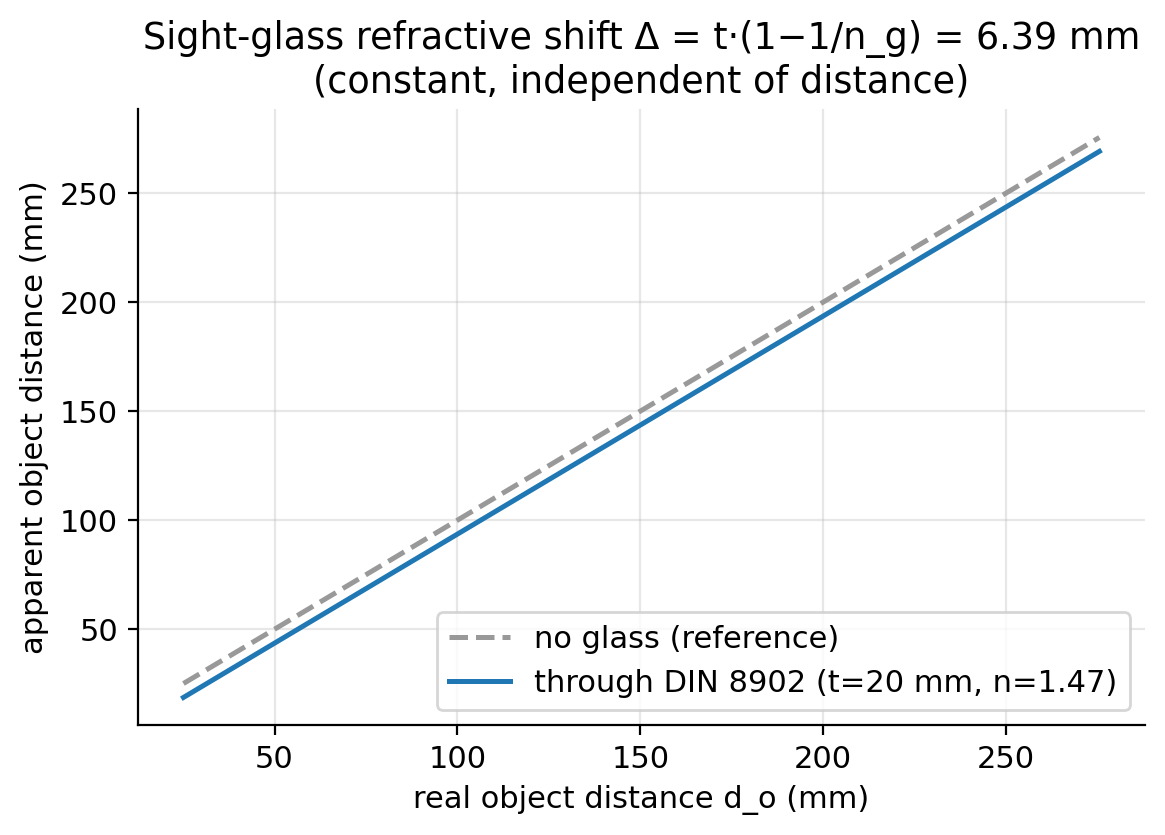 Sight-glass refractive shift Δ = t·(1−1/n_g) = 6.39 mm
(constant, independent of distance)
apparent object distance (mm)
250
200
150
100
50
no glass (reference)
through DIN 8902 (t=20 mm, n=1.47)
50
100
150
200
250
real object distance d_o (mm)